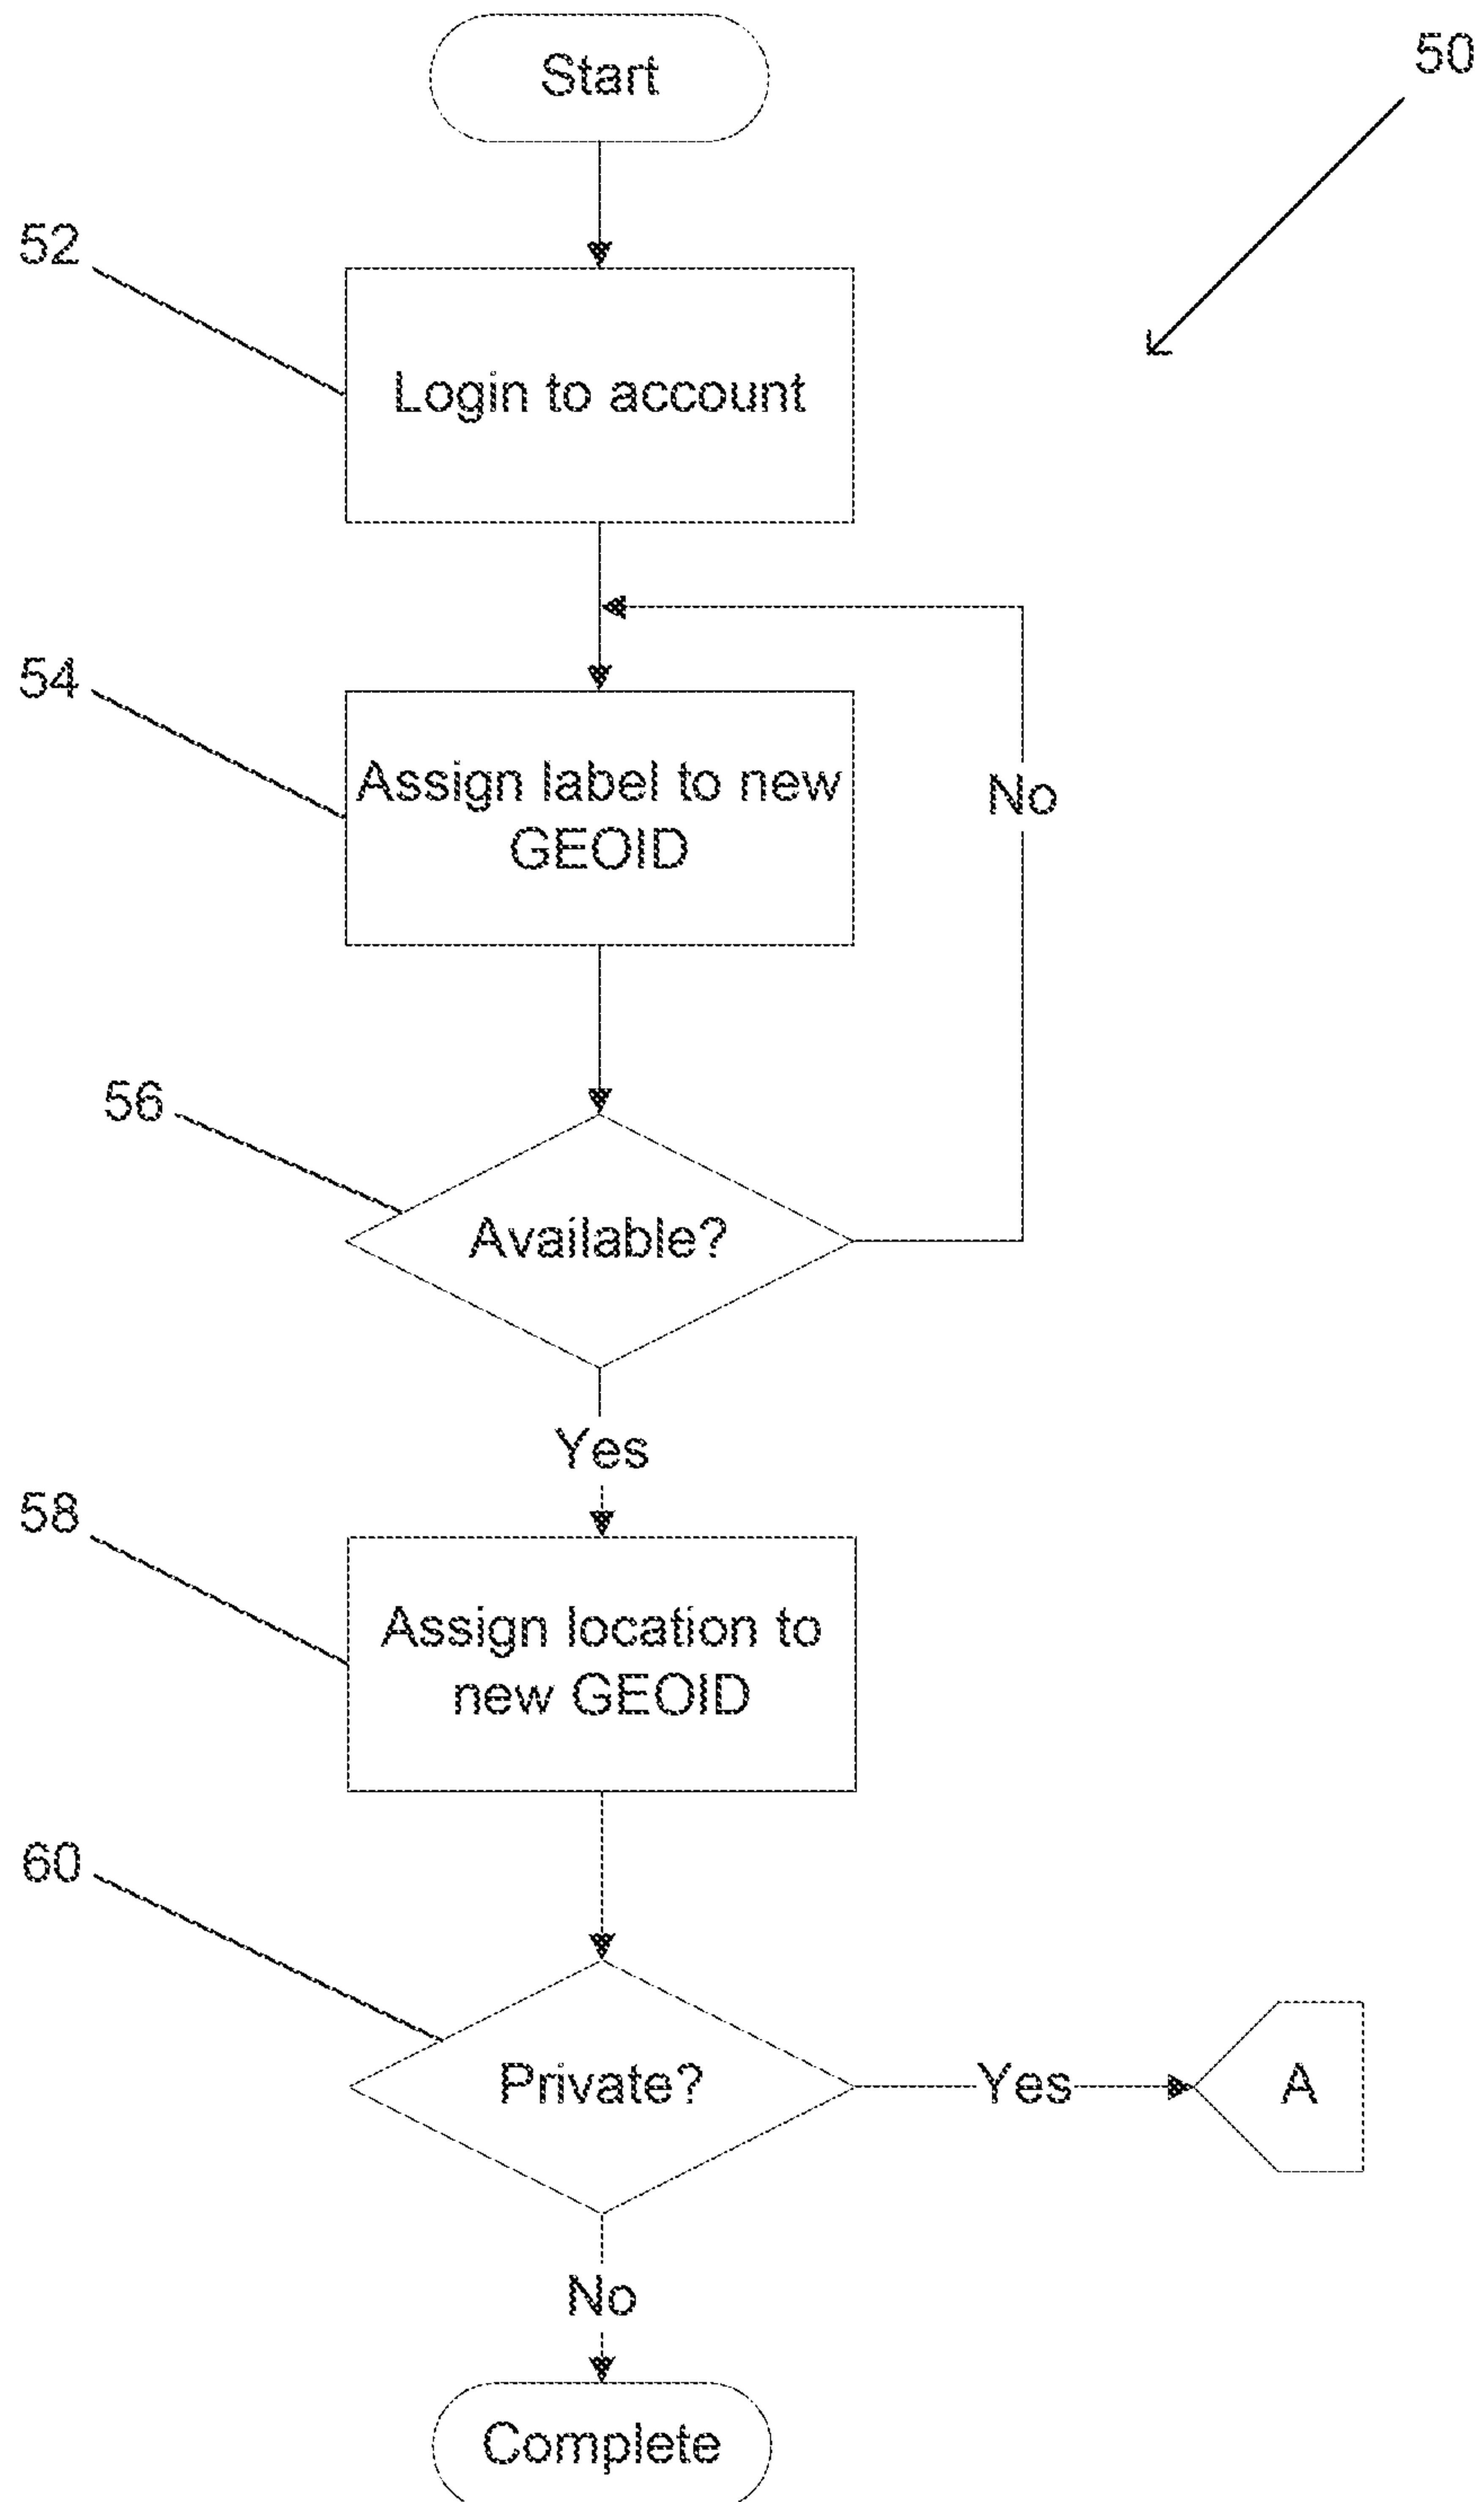 Start
50
52
Login to account
54
Assign label to new
GEOID
No
56
Available?
Yes
58
Assign location to
new GEOID
60
Private?
Yes
A
No
Complete